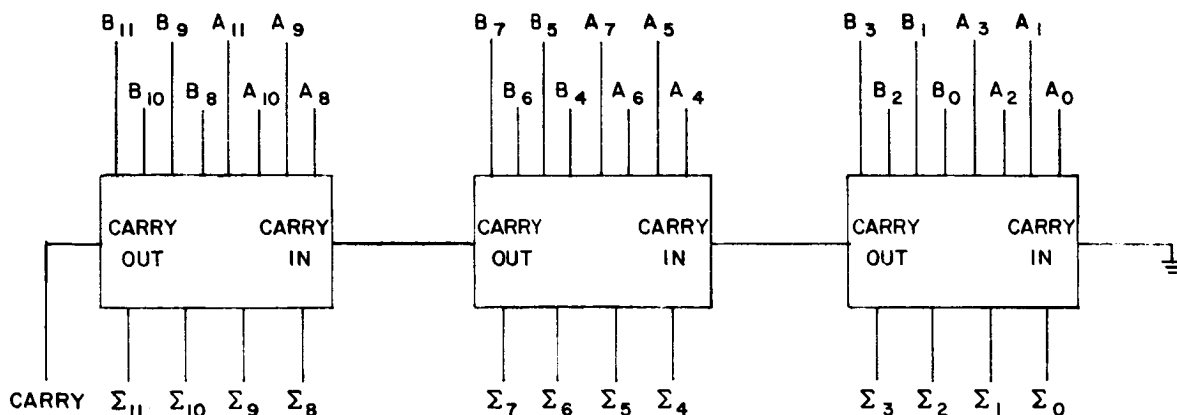 B₁₁ B₉ A₁₁ A₉ B₇ B₅ A₇ A₅ B₃ B₁ A₃ A₁
B₁₀ B₈ A₁₀ A₈ B₆ B₄ A₆ A₄ B₂ B₀ A₂ A₀
CARRY CARRY CARRY CARRY CARRY CARRY
OUT IN OUT IN OUT IN
CARRY Σ₁₁ Σ₁₀ Σ₉ Σ₈ Σ₇ Σ₆ Σ₅ Σ₄ Σ₃ Σ₂ Σ₁ Σ₀